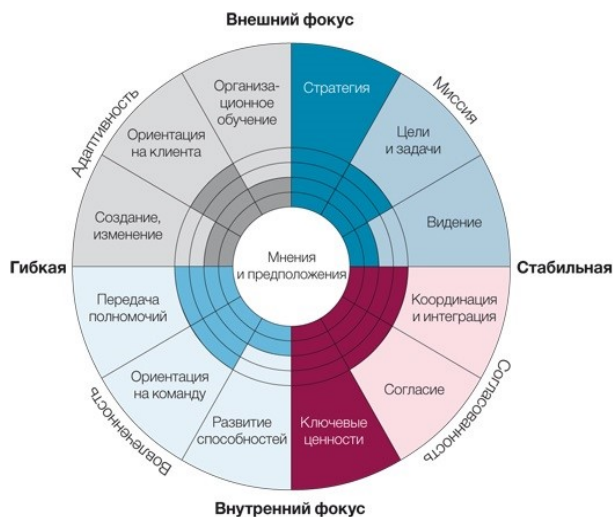 Внешний фокус
Адаптивность
Миссия
Организа-
ционное
обучение
Стратегия
Ориентация
на клиента
Цели
и задачи
Создание,
изменение
Видение
Гибкая
Мнения
и предположения
Стабильная
Передача
полномочий
Координация
и интеграция
Ориентация
на команду
Согласие
Развитие
способностей
Ключевые
ценности
Вовлеченность
Согласованность
Внутренний фокус